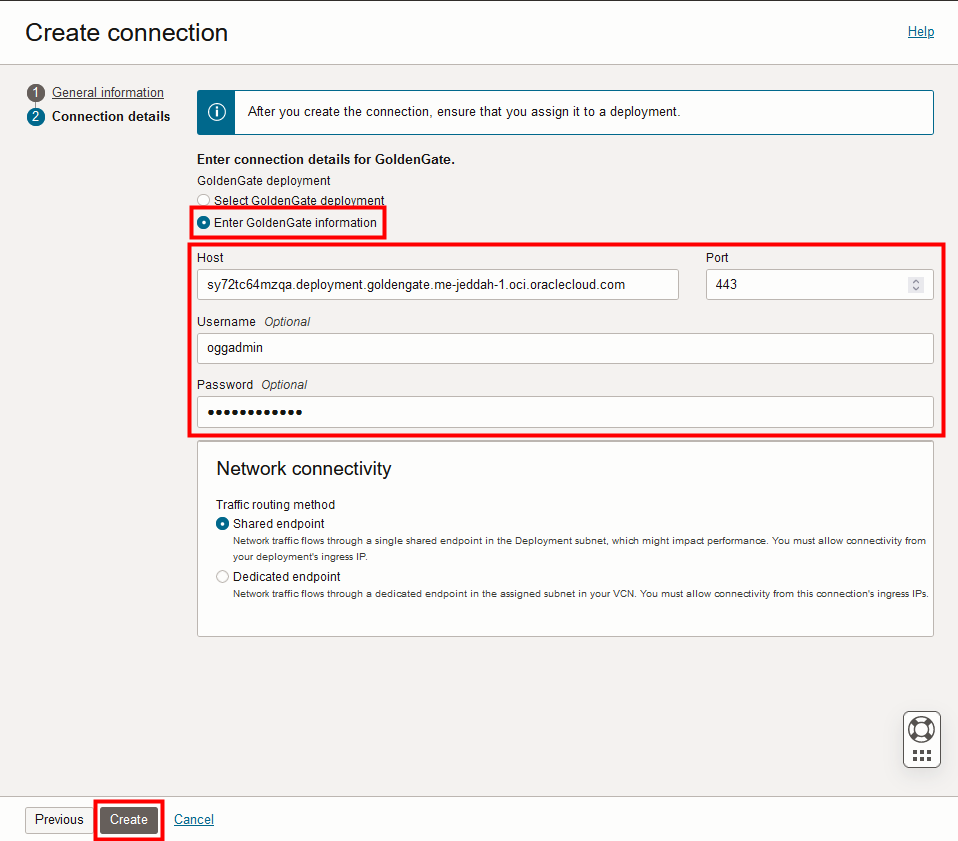 Create connection
Help
1 General information
2 Connection details
After you create the connection, ensure that you assign it to a deployment.
Enter connection details for GoldenGate.
GoldenGate deployment
Select GoldenGate deployment
Enter GoldenGate information
Host
Port
sy72tc64mzqa.deployment.goldengate.me-jeddah-1.oci.oraclecloud.com
443
Username Optional
oggadmin
Password Optional
••••••••••••
Network connectivity
Traffic routing method
Shared endpoint
Network traffic flows through a single shared endpoint in the Deployment subnet, which might impact performance. You must allow connectivity from
your deployment's ingress IP.
Dedicated endpoint
Network traffic flows through a dedicated endpoint in the assigned subnet in your VCN. You must allow connectivity from this connection's ingress IPs.
Previous
Create
Cancel